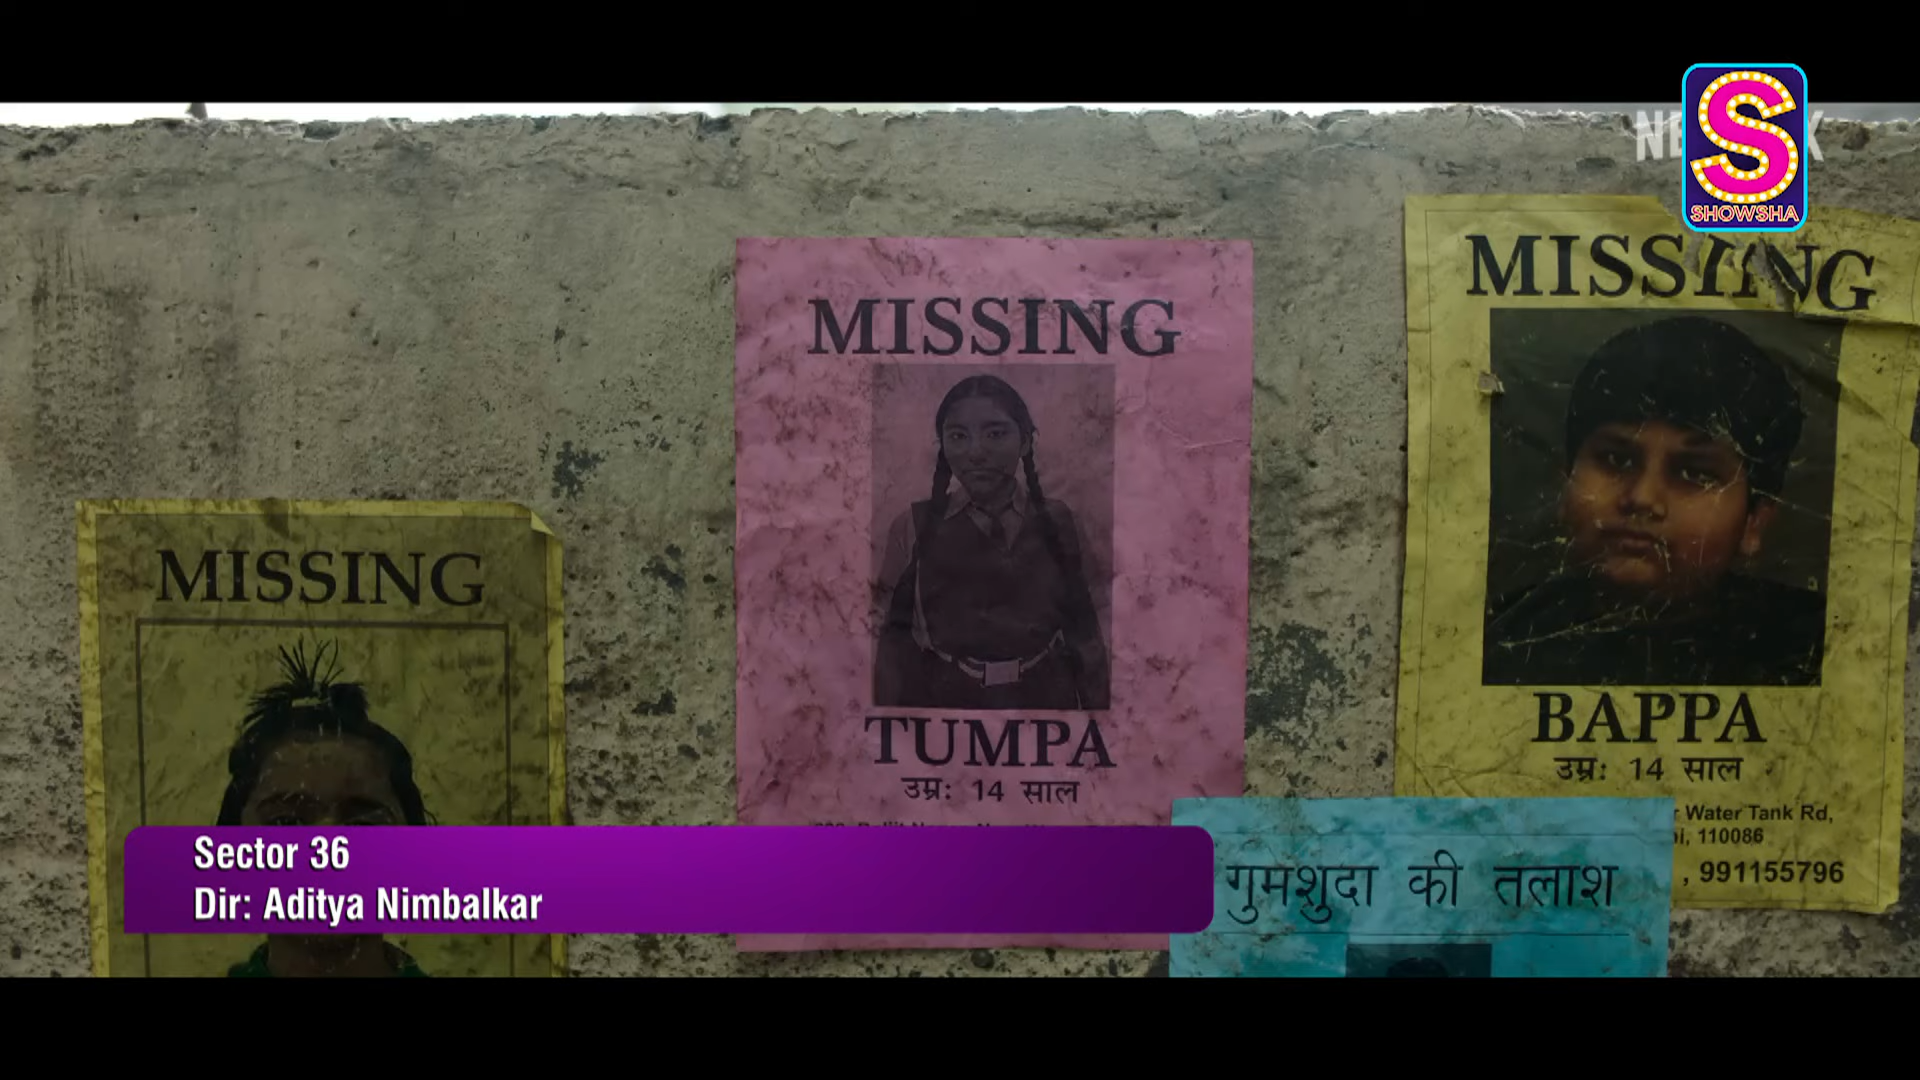 SHOWSHA
MISSING
MISSING
TUMPA
उम्र: 14 साल
MISSING
BAPPA
उम्र: 14 साल
Water Tank Rd,
110086
, 991155796
गुमशुदा की तलाश
Sector 36
Dir: Aditya Nimbalkar